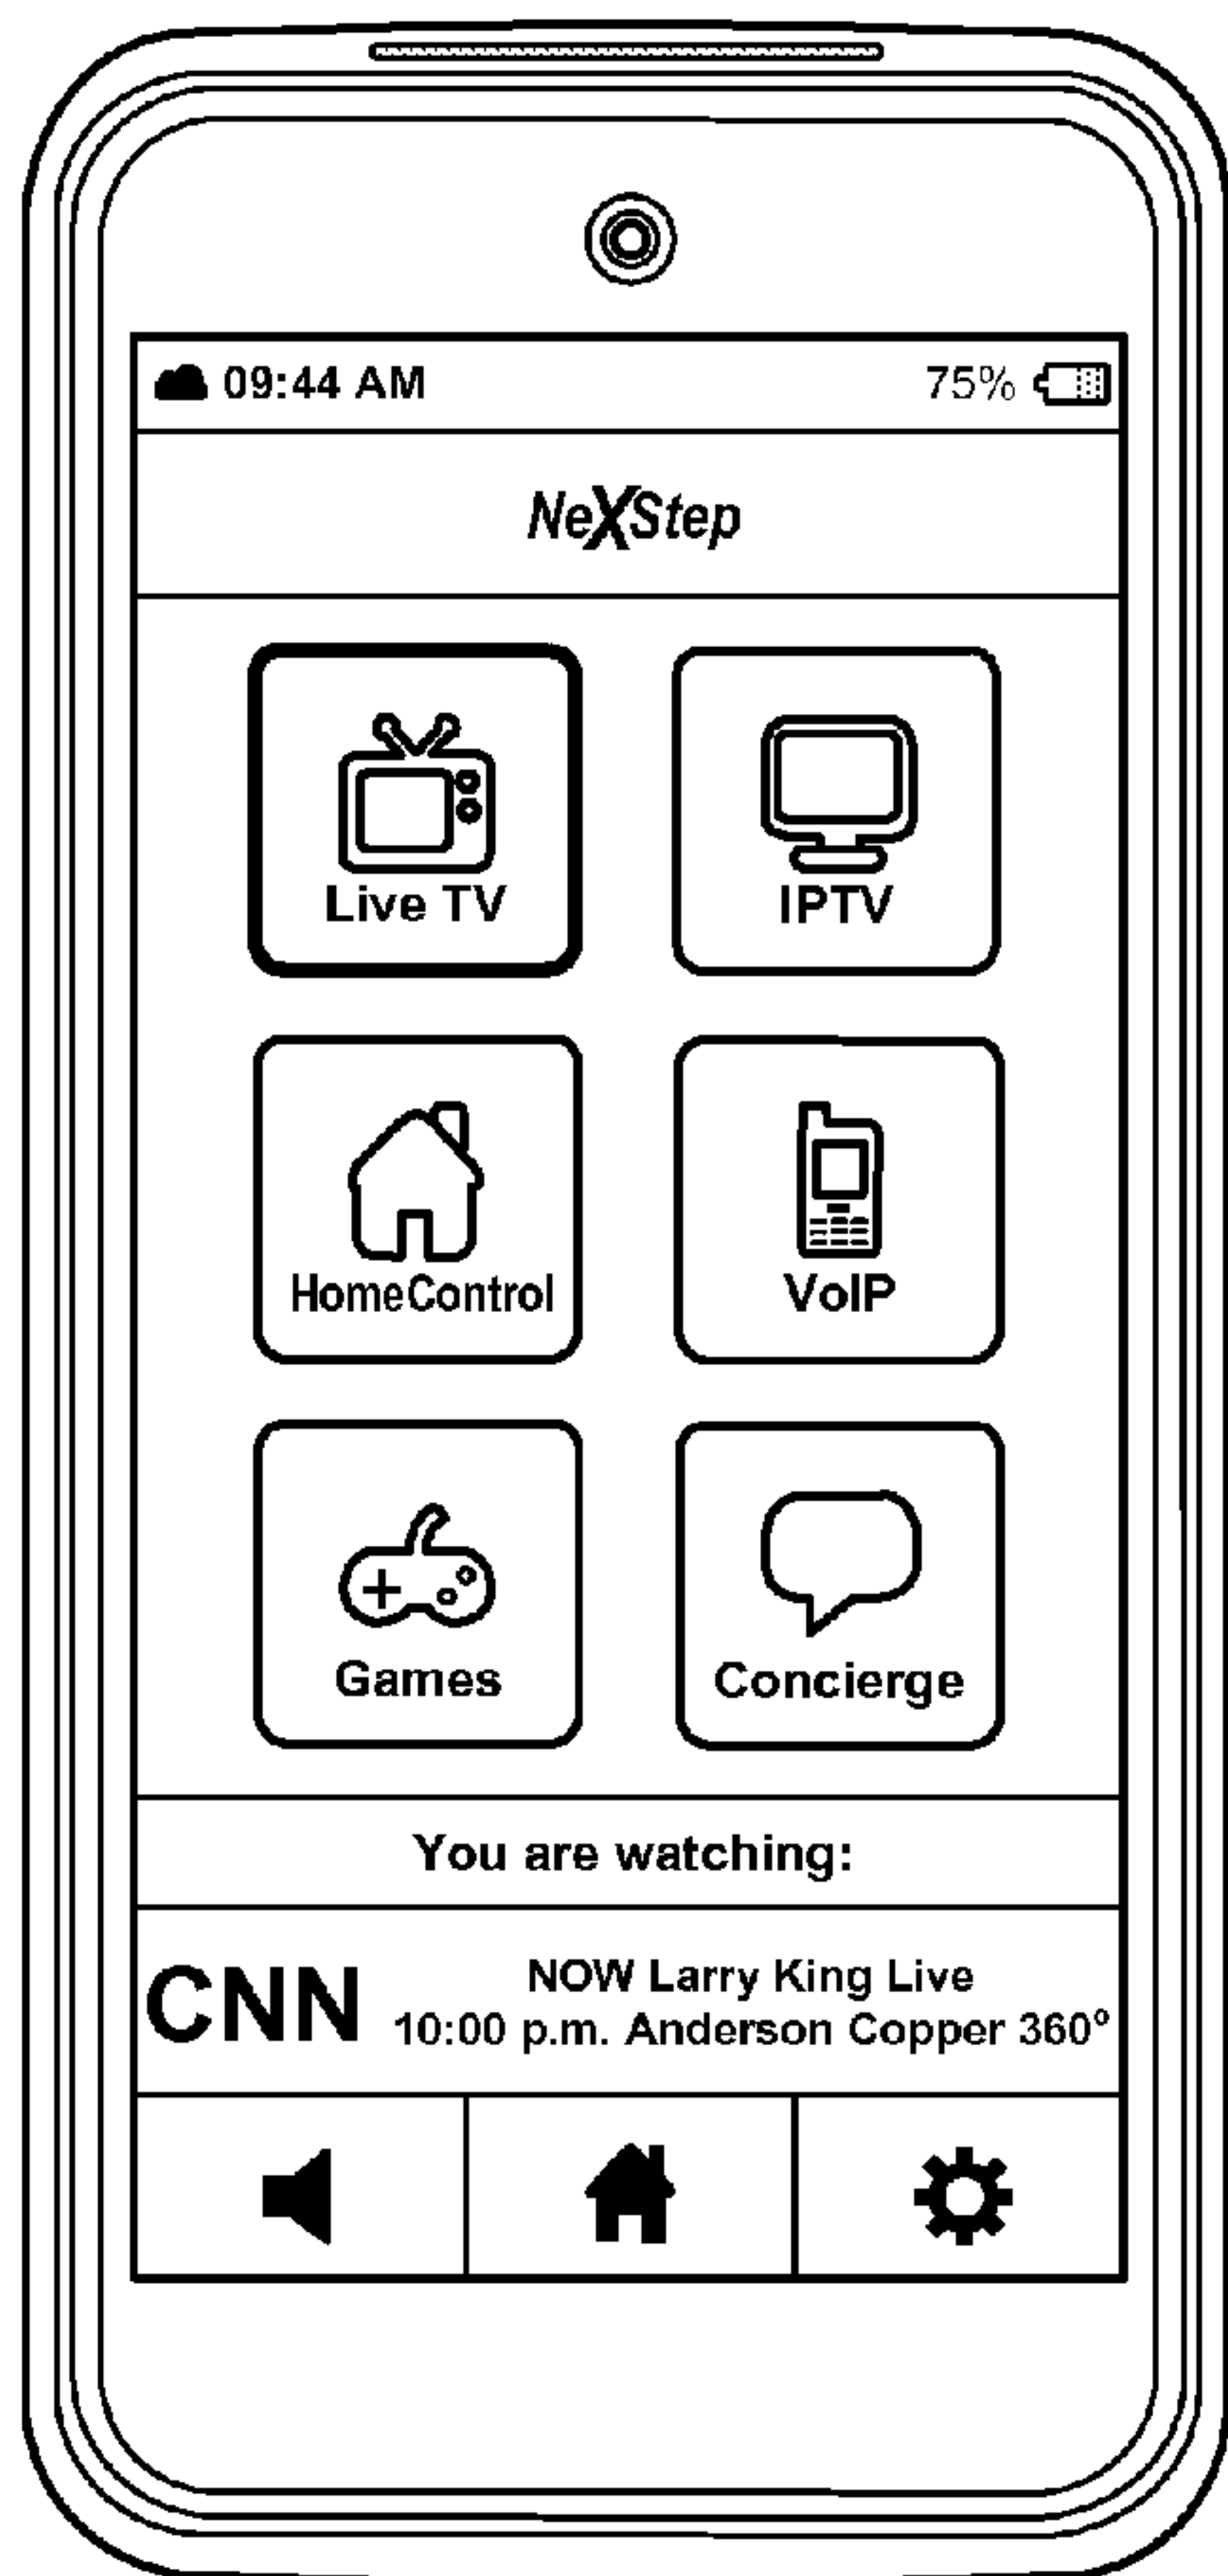 09:44 AM 75%
NeXStep
Live TV IPTV
HomeControl VoIP
Games Concierge
You are watching:
CNN
NOW Larry King Live
10:00 p.m. Anderson Copper 360º